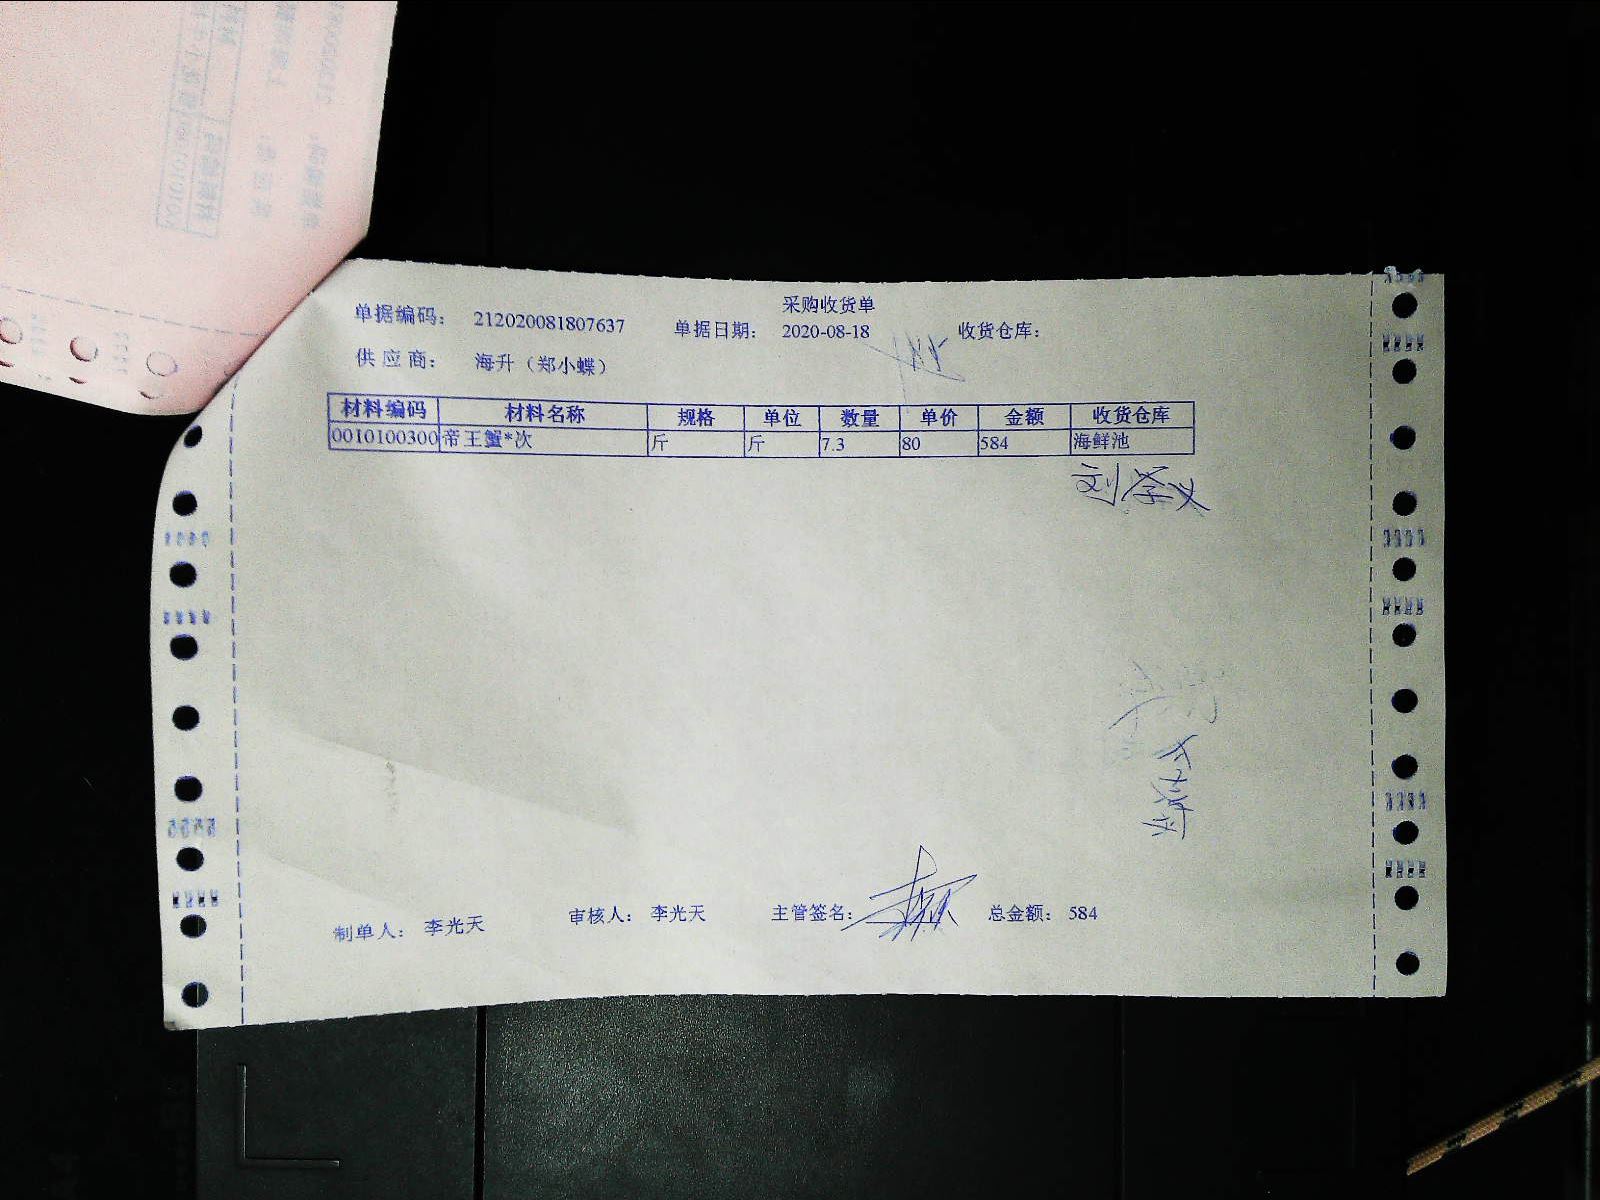 采购收货单
单据编码： 212020081807637 单据日期： 2020-08-18 收货仓库：
供应商： 海升（郑小蝶）
材料编码 材料名称 规格 单位 数量 单价 金额 收货仓库
0010100300 帝王蟹*次 斤 斤 7.3 80 584 海鲜池
刘学义
制单人： 李光天 审核人： 李光天 主管签名： 总金额： 584